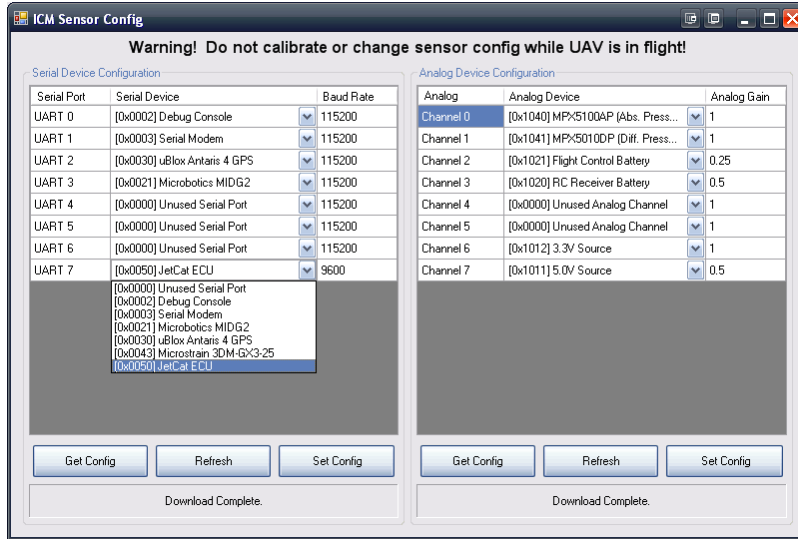 ICM Sensor Config
Warning! Do not calibrate or change sensor config while UAV is in flight!
Serial Device Configuration
Serial Port Serial Device Baud Rate
UART 0 [0x0002] Debug Console 115200
UART 1 [0x0003] Serial Modem 115200
UART 2 [0x0030] uBlox Antaris 4 GPS 115200
UART 3 [0x0021] Microbotics MIDG2 115200
UART 4 [0x0000] Unused Serial Port 115200
UART 5 [0x0000] Unused Serial Port 115200
UART 6 [0x0000] Unused Serial Port 115200
UART 7 [0x0050] JetCat ECU 9600
[0x0000] Unused Serial Port
[0x0002] Debug Console
[0x0003] Serial Modem
[0x0021] Microbotics MIDG2
[0x0030] uBlox Antaris 4 GPS
[0x0043] Microstrain 3DM-GX3-25
[0x0050] JetCat ECU
Get Config Refresh Set Config
Download Complete.
Analog Device Configuration
Analog Analog Device Analog Gain
Channel 0 [0x1040] MPX5100AP (Abs. Press... 1
Channel 1 [0x1041] MPX5010DP (Diff. Press... 1
Channel 2 [0x1021] Flight Control Battery 0.25
Channel 3 [0x1020] RC Receiver Battery 0.5
Channel 4 [0x0000] Unused Analog Channel 1
Channel 5 [0x0000] Unused Analog Channel 1
Channel 6 [0x1012] 3.3V Source 1
Channel 7 [0x1011] 5.0V Source 0.5
Get Config Refresh Set Config
Download Complete.